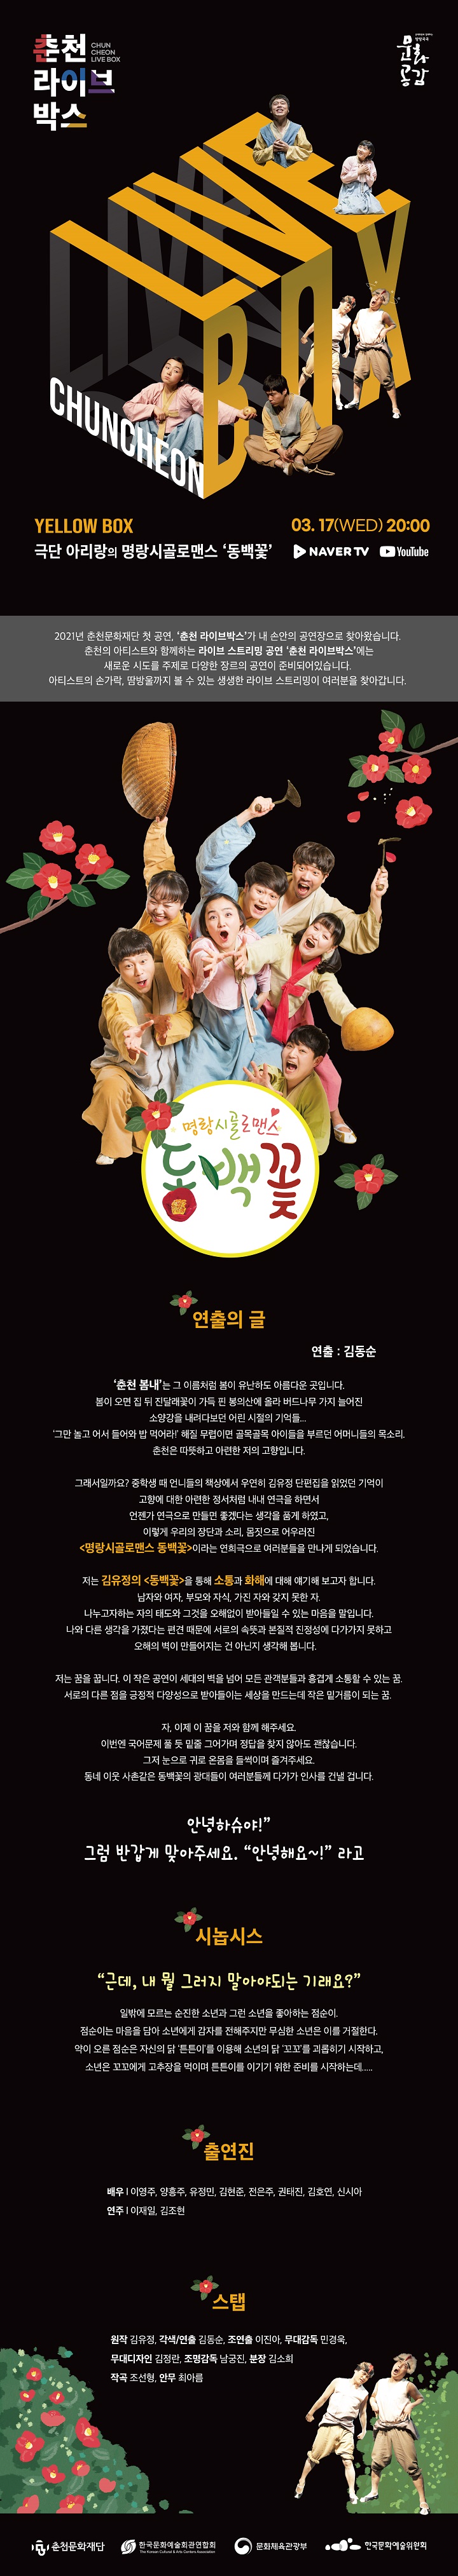 춘천
라이브
박스
CHUN
CHEON
LIVE BOX
문화공감
LIVE
BOX
CHUNCHEON
YELLOW BOX
03. 17(WED) 20:00
극단 아리랑의 명랑시골로맨스 ‘동백꽃’
NAVER TV
YouTube
2021년 춘천문화재단 첫 공연, ‘춘천 라이브박스’가 내 손안의 공연장으로 찾아왔습니다.
춘천의 아티스트와 함께하는 라이브 스트리밍 공연 ‘춘천 라이브박스’에는
새로운 시도를 주제로 다양한 장르의 공연이 준비되어있습니다.
아티스트의 손가락, 땀방울까지 볼 수 있는 생생한 라이브 스트리밍이 여러분을 찾아갑니다.
명랑시골로맨스
동백꽃
연출의 글
연출 : 김동순
‘춘천 봄내’는 그 이름처럼 봄이 유난히도 아름다운 곳입니다.
봄이 오면 집 뒤 진달래꽃이 가득 핀 봉의산에 올라 버드나무 가지 늘어진
소양강을 내려다보던 어린 시절의 기억들...
‘그만 놀고 어서 들어와 밥 먹어라!’ 해질 무렵이면 골목골목 아이들을 부르던 어머니들의 목소리.
춘천은 따뜻하고 아련한 저의 고향입니다.
그래서일까요? 중학생 때 언니들의 책상에서 우연히 김유정 단편집을 읽었던 기억이
고향에 대한 아련한 정서처럼 내내 연극을 하면서
언젠가 연극으로 만들면 좋겠다는 생각을 품게 하였고,
이렇게 우리의 장단과 소리, 몸짓으로 어우러진
<명랑시골로맨스 동백꽃>이라는 연희극으로 여러분들을 만나게 되었습니다.
저는 김유정의 <동백꽃>을 통해 소통과 화해에 대해 얘기해 보고자 합니다.
남자와 여자, 부모와 자식, 가진 자와 갖지 못한 자.
나누고자하는 자의 태도와 그것을 오해없이 받아들일 수 있는 마음을 말입니다.
나와 다른 생각을 가졌다는 편견 때문에 서로의 속뜻과 본질적 진정성에 다가가지 못하고
오해의 벽이 만들어지는 건 아닌지 생각해 봅니다.
저는 꿈을 꿉니다. 이 작은 공연이 세대의 벽을 넘어 모든 관객들과 흥겹게 소통할 수 있는 꿈.
서로의 다른 점을 긍정적 다양성으로 받아들이는 세상을 만드는데 작은 밑거름이 되는 꿈.
자, 이제 이 꿈을 저와 함께 해주세요.
이번엔 국어문제 풀 듯 밑줄 그어가며 정답을 찾지 않아도 괜찮습니다.
그저 눈으로 귀로 온몸을 들썩이며 즐겨주세요.
동네 이웃 사촌같은 동백꽃의 광대들이 여러분들께 다가가 인사를 건넬 겁니다.
안녕하슈야!”
그럼 반갑게 맞아주세요. “안녕해요~!” 라고
시놉시스
“근데, 내 뭘 그러지 말아야되는 기래요?”
일밖에 모르는 순진한 소년과 그런 소년을 좋아하는 점순이.
점순이는 마음을 담아 소년에게 감자를 전해주지만 무심한 소년은 이를 거절한다.
약이 오른 점순은 자신의 닭 ‘튼튼이’를 이용해 소년의 닭 ‘꼬꼬’를 괴롭히기 시작하고,
소년은 꼬꼬에게 고추장을 먹이며 튼튼이를 이기기 위한 준비를 시작하는데.....
출연진
배우 | 이영주, 양흥주, 유정민, 김현준, 전은주, 권태진, 김호연, 신시아
연주 | 이재일, 김조현
스탭
원작 김유정, 각색/연출 김동순, 조연출 이진아, 무대감독 민경욱,
무대디자인 김정란, 조명감독 남궁진, 분장 김소희
작곡 조선형, 안무 최아름
춘천문화재단
한국문화예술회관연합회
The Korean Cultural & Arts Centers Association
문화체육관광부
한국문화예술위원회